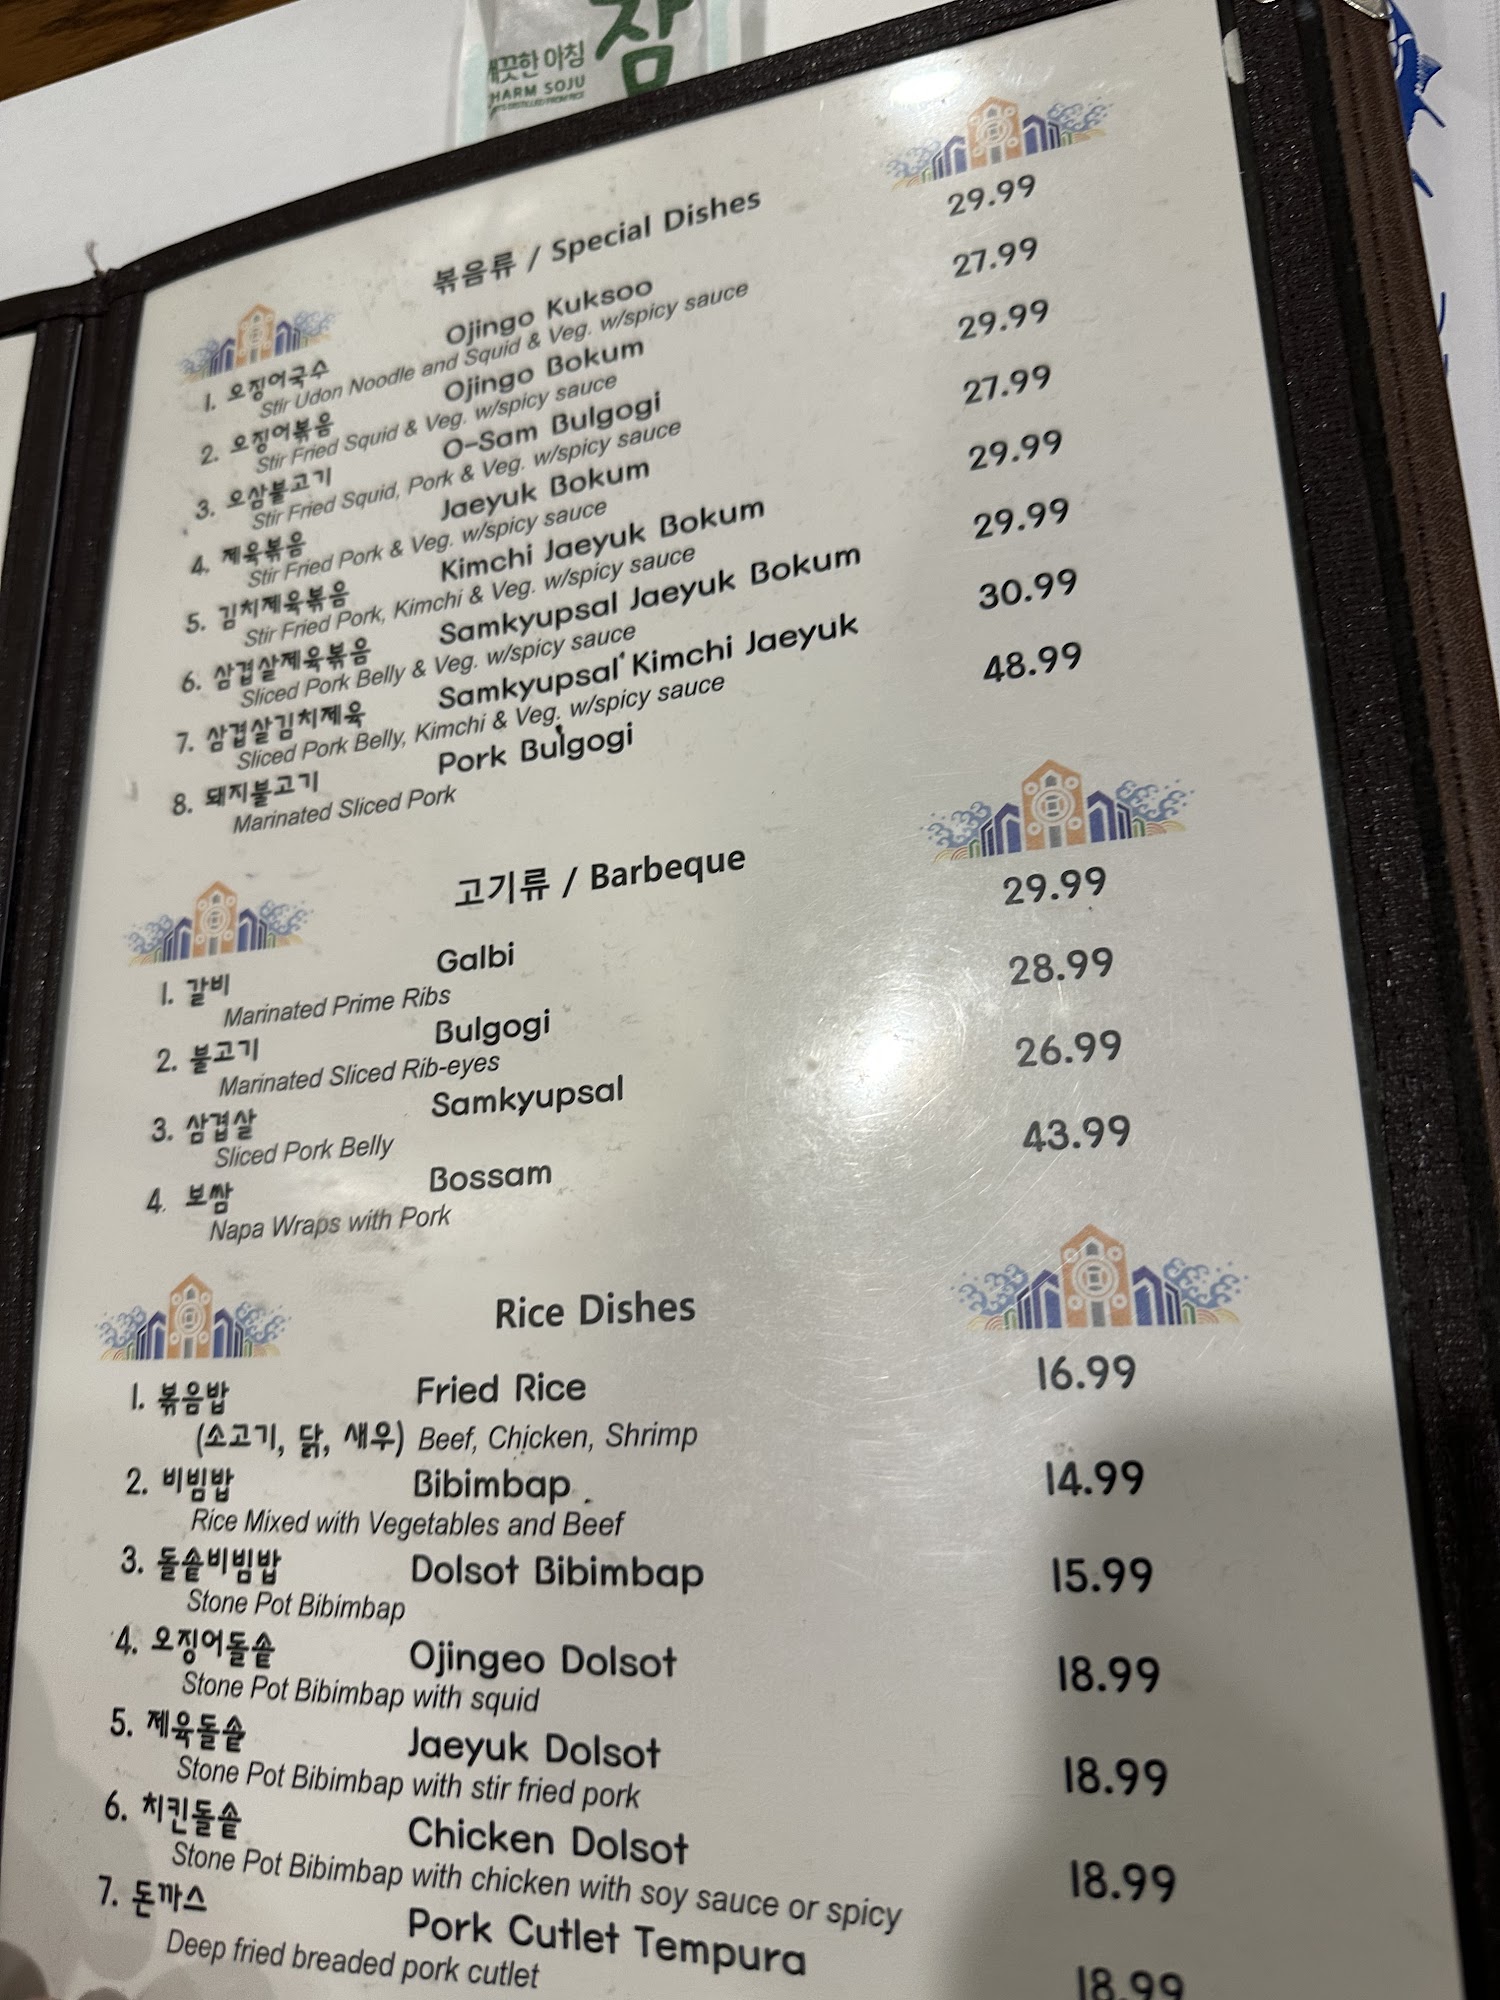 깨끗한 아침
참
CHARM SOJU
볶음류 / Special Dishes
1. 오징어국수 Ojingo Kuksoo 29.99
Stir Udon Noodle and Squid & Veg. w/spicy sauce
2. 오징어볶음 Ojingo Bokum 27.99
Stir Fried Squid & Veg. w/spicy sauce
3. 오삼불고기 O-Sam Bulgogi 29.99
Stir Fried Squid, Pork & Veg. w/spicy sauce
4. 제육볶음 Jaeyuk Bokum 27.99
Stir Fried Pork & Veg. w/spicy sauce
5. 김치제육볶음 Kimchi Jaeyuk Bokum 29.99
Stir Fried Pork, Kimchi & Veg. w/spicy sauce
6. 삼겹살제육볶음 Samkyupsal Jaeyuk Bokum 29.99
Sliced Pork Belly & Veg. w/spicy sauce
7. 삼겹살김치제육 Samkyupsal Kimchi Jaeyuk 30.99
Sliced Pork Belly, Kimchi & Veg. w/spicy sauce
8. 돼지불고기 Pork Bulgogi 48.99
Marinated Sliced Pork
고기류 / Barbeque
1. 갈비 Galbi 29.99
Marinated Prime Ribs
2. 불고기 Bulgogi 28.99
Marinated Sliced Rib-eyes
3. 삼겹살 Samkyupsal 26.99
Sliced Pork Belly
4. 보쌈 Bossam 43.99
Napa Wraps with Pork
Rice Dishes
1. 볶음밥 Fried Rice 16.99
(소고기, 닭, 새우) Beef, Chicken, Shrimp
2. 비빔밥 Bibimbap 14.99
Rice Mixed with Vegetables and Beef
3. 돌솥비빔밥 Dolsot Bibimbap 15.99
Stone Pot Bibimbap
4. 오징어돌솥 Ojingeo Dolsot 18.99
Stone Pot Bibimbap with squid
5. 제육돌솥 Jaeyuk Dolsot 18.99
Stone Pot Bibimbap with stir fried pork
6. 치킨돌솥 Chicken Dolsot 18.99
Stone Pot Bibimbap with chicken with soy sauce or spicy
7. 돈까스 Pork Cutlet Tempura 18.99
Deep fried breaded pork cutlet